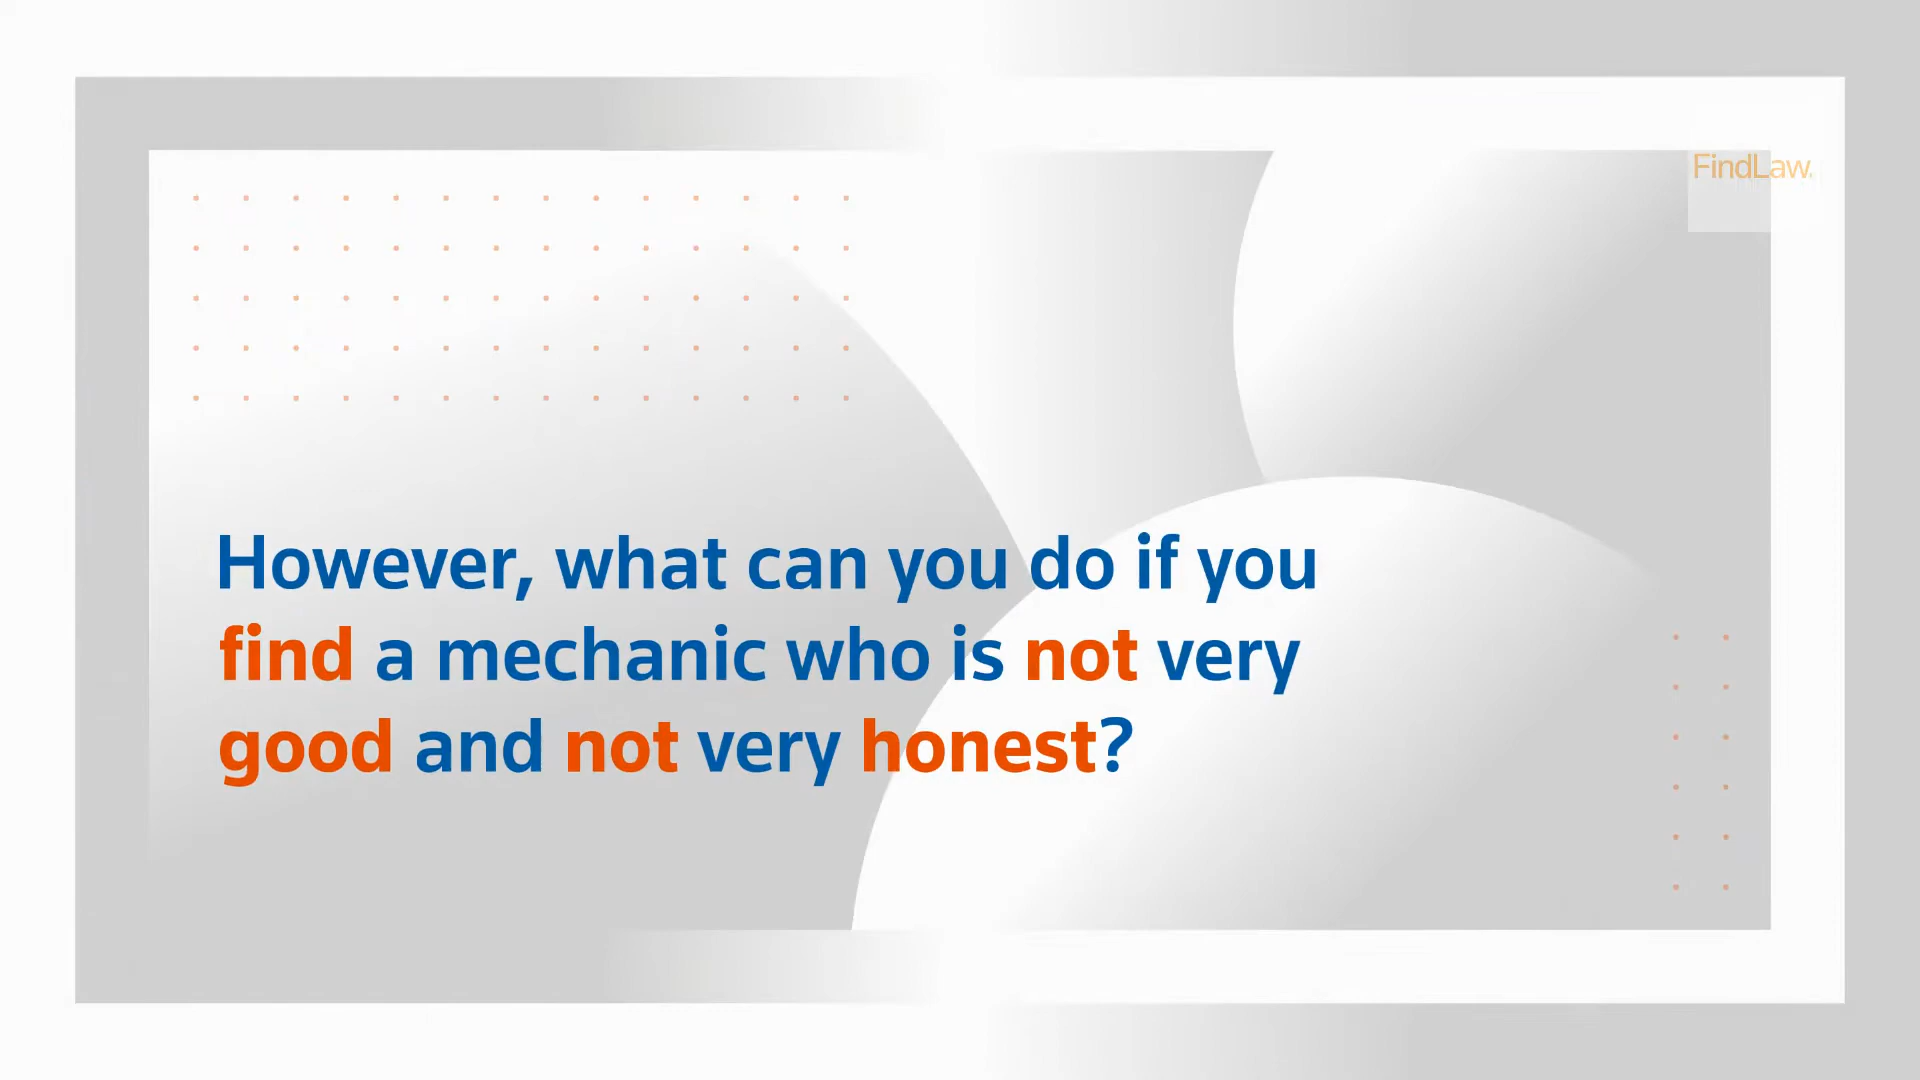 FindLaw.
However, what can you do if you
find a mechanic who is not very
good and not very honest?